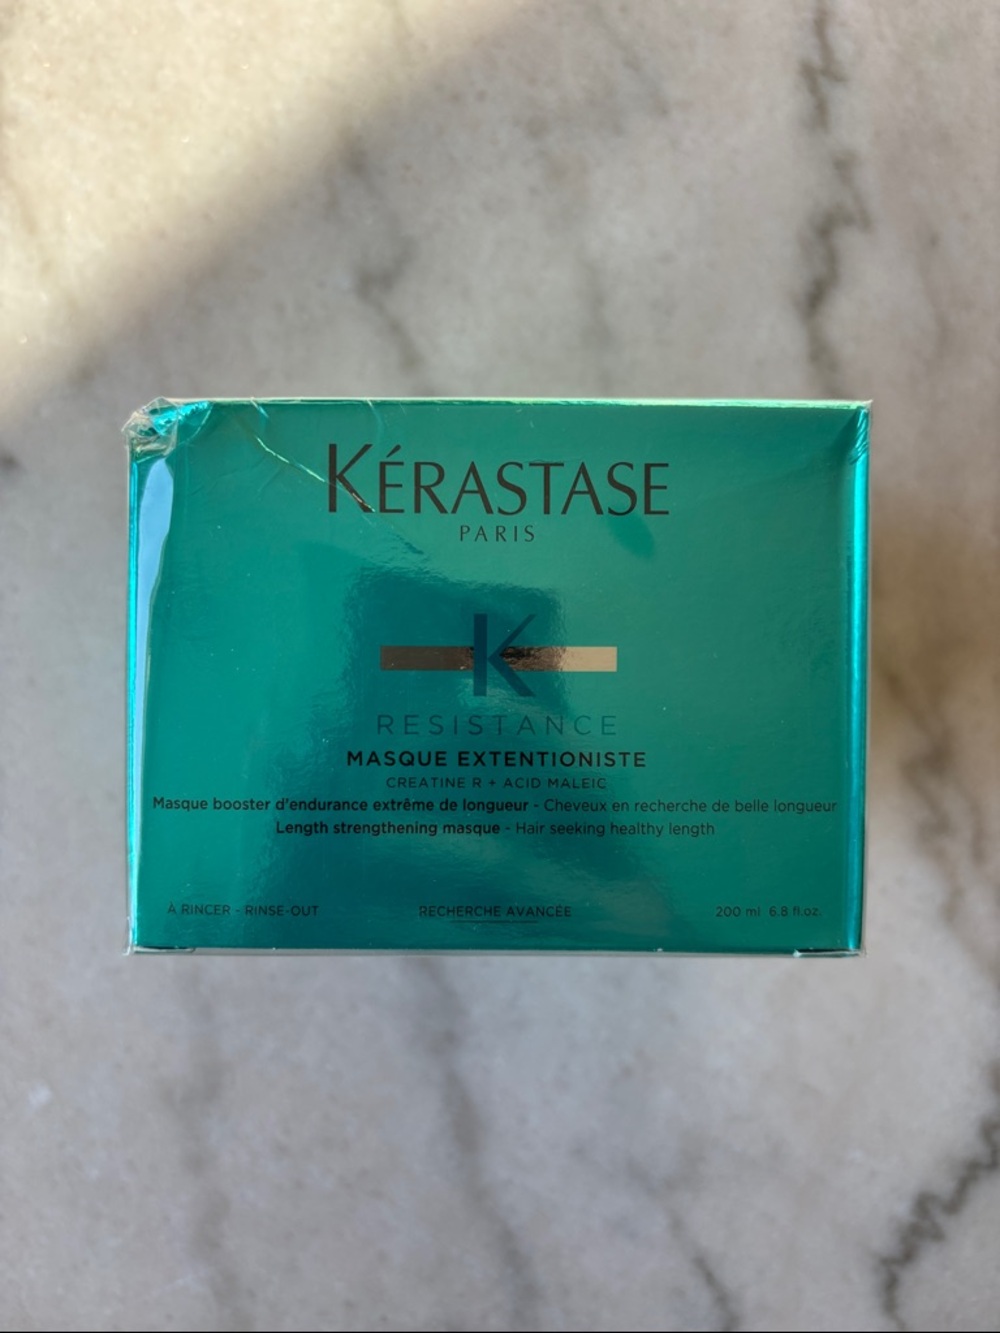 KÉRASTASE
PARIS
K
RESISTANCE
MASQUE EXTENTIONISTE
CREATINE R + ACID MALEIC
Masque booster d'endurance extrême de longueur - Cheveux en recherche de belle longueur
Length strengthening masque - Hair seeking healthy length
À RINCER - RINSE-OUT RECHERCHE AVANCÉE 200 ml 6.8 fl.oz.